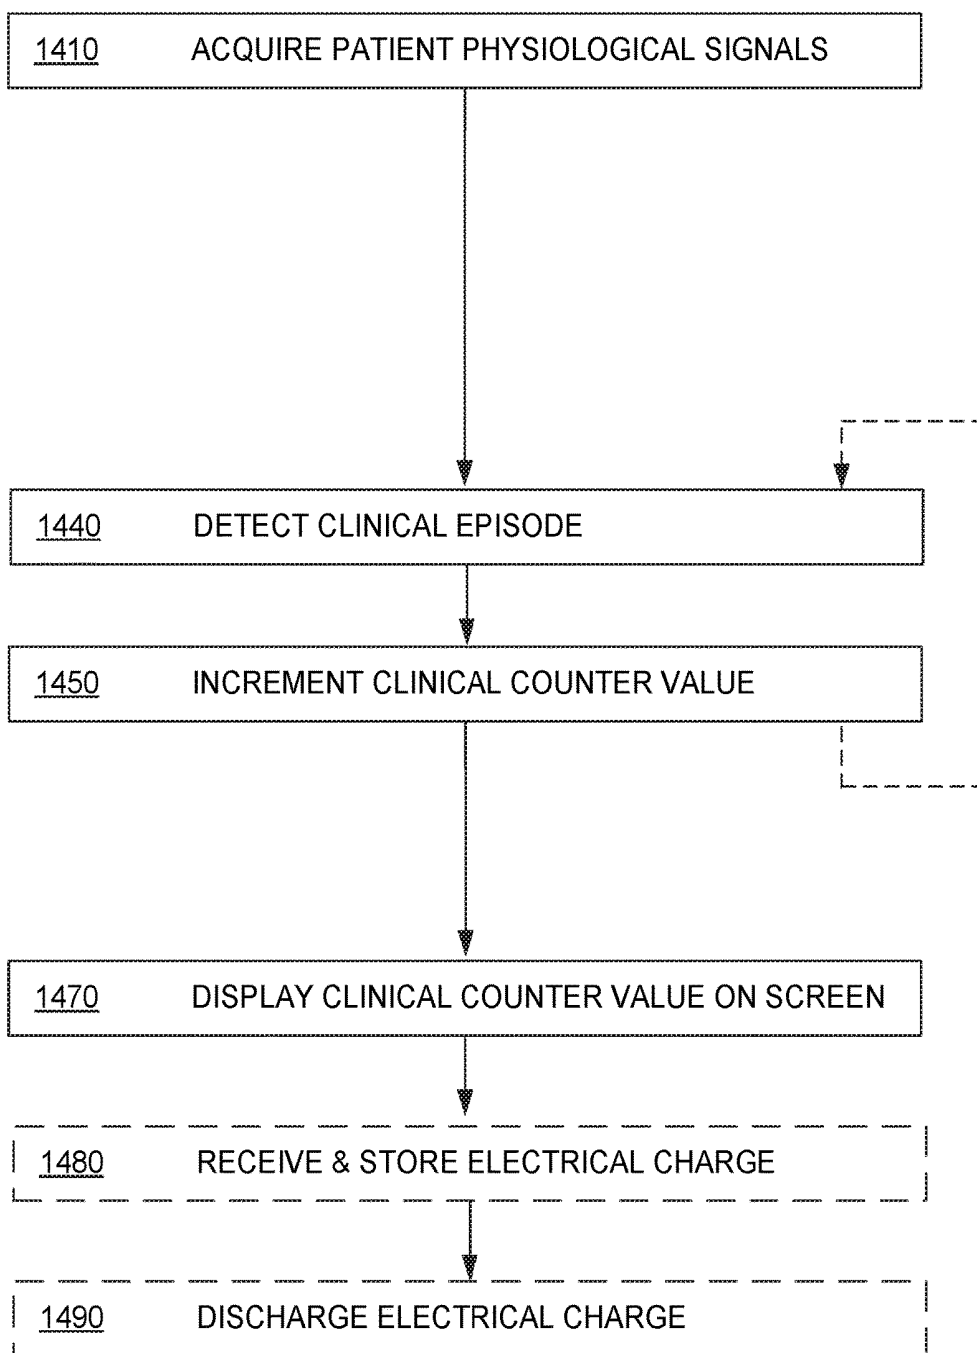 1410 ACQUIRE PATIENT PHYSIOLOGICAL SIGNALS
1440 DETECT CLINICAL EPISODE
1450 INCREMENT CLINICAL COUNTER VALUE
1470 DISPLAY CLINICAL COUNTER VALUE ON SCREEN
1480 RECEIVE & STORE ELECTRICAL CHARGE
1490 DISCHARGE ELECTRICAL CHARGE